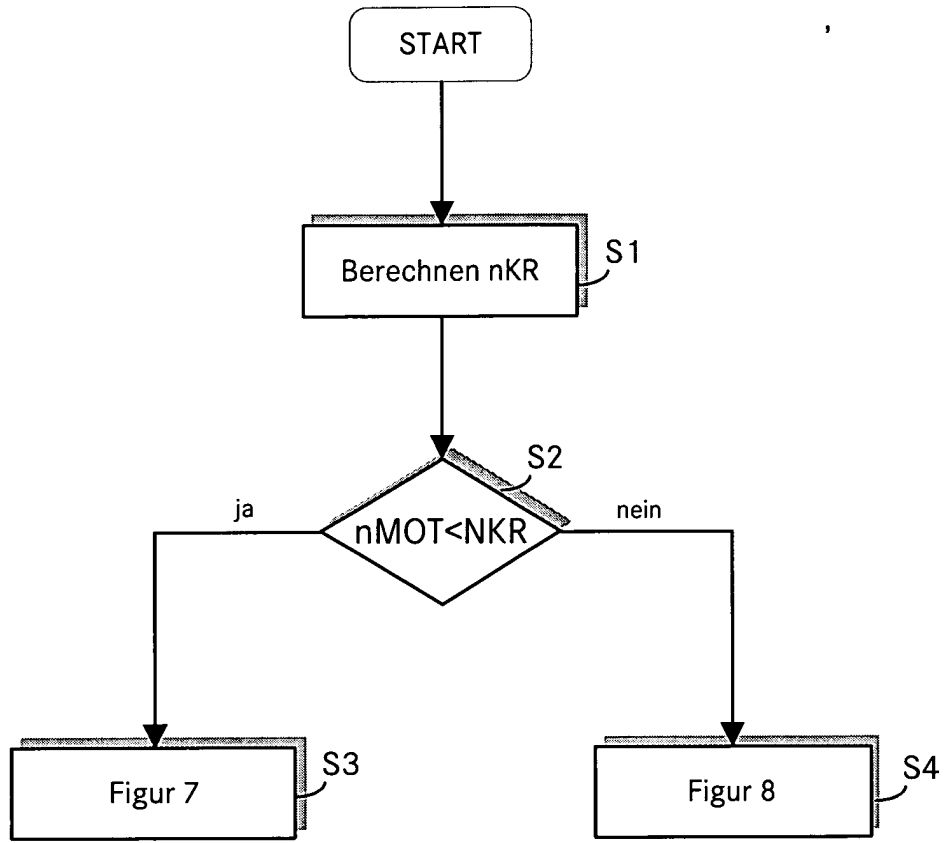 START
Berechnen nKR
S1
S2
ja
nMOT<NKR
nein
S3
Figur 7
S4
Figur 8